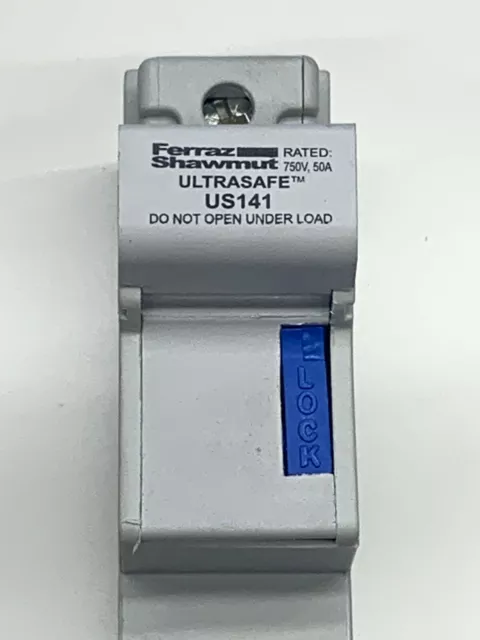 Ferraz Shawmut RATED: 750V, 50A
ULTRASAFE™
US141
DO NOT OPEN UNDER LOAD
LOCK